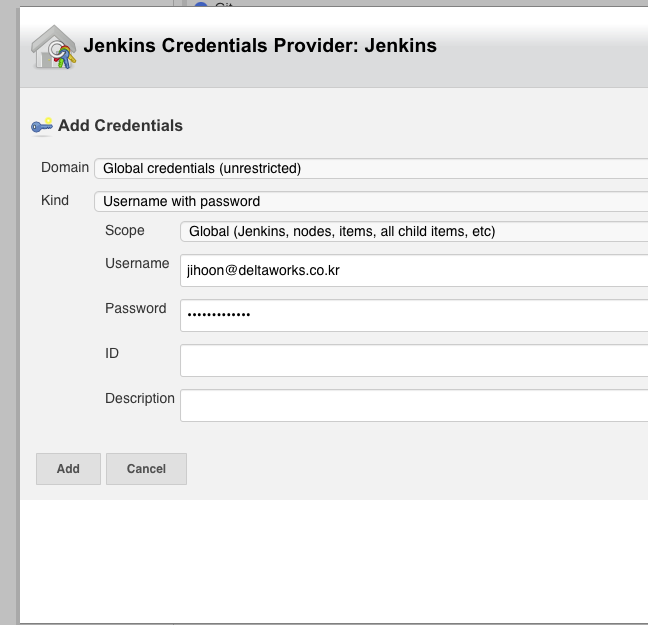 Git
Jenkins Credentials Provider: Jenkins
Add Credentials
Domain Global credentials (unrestricted)
Kind Username with password
Scope Global (Jenkins, nodes, items, all child items, etc)
Username jihoon@deltaworks.co.kr
Password •••••••••••••
ID
Description
Add Cancel